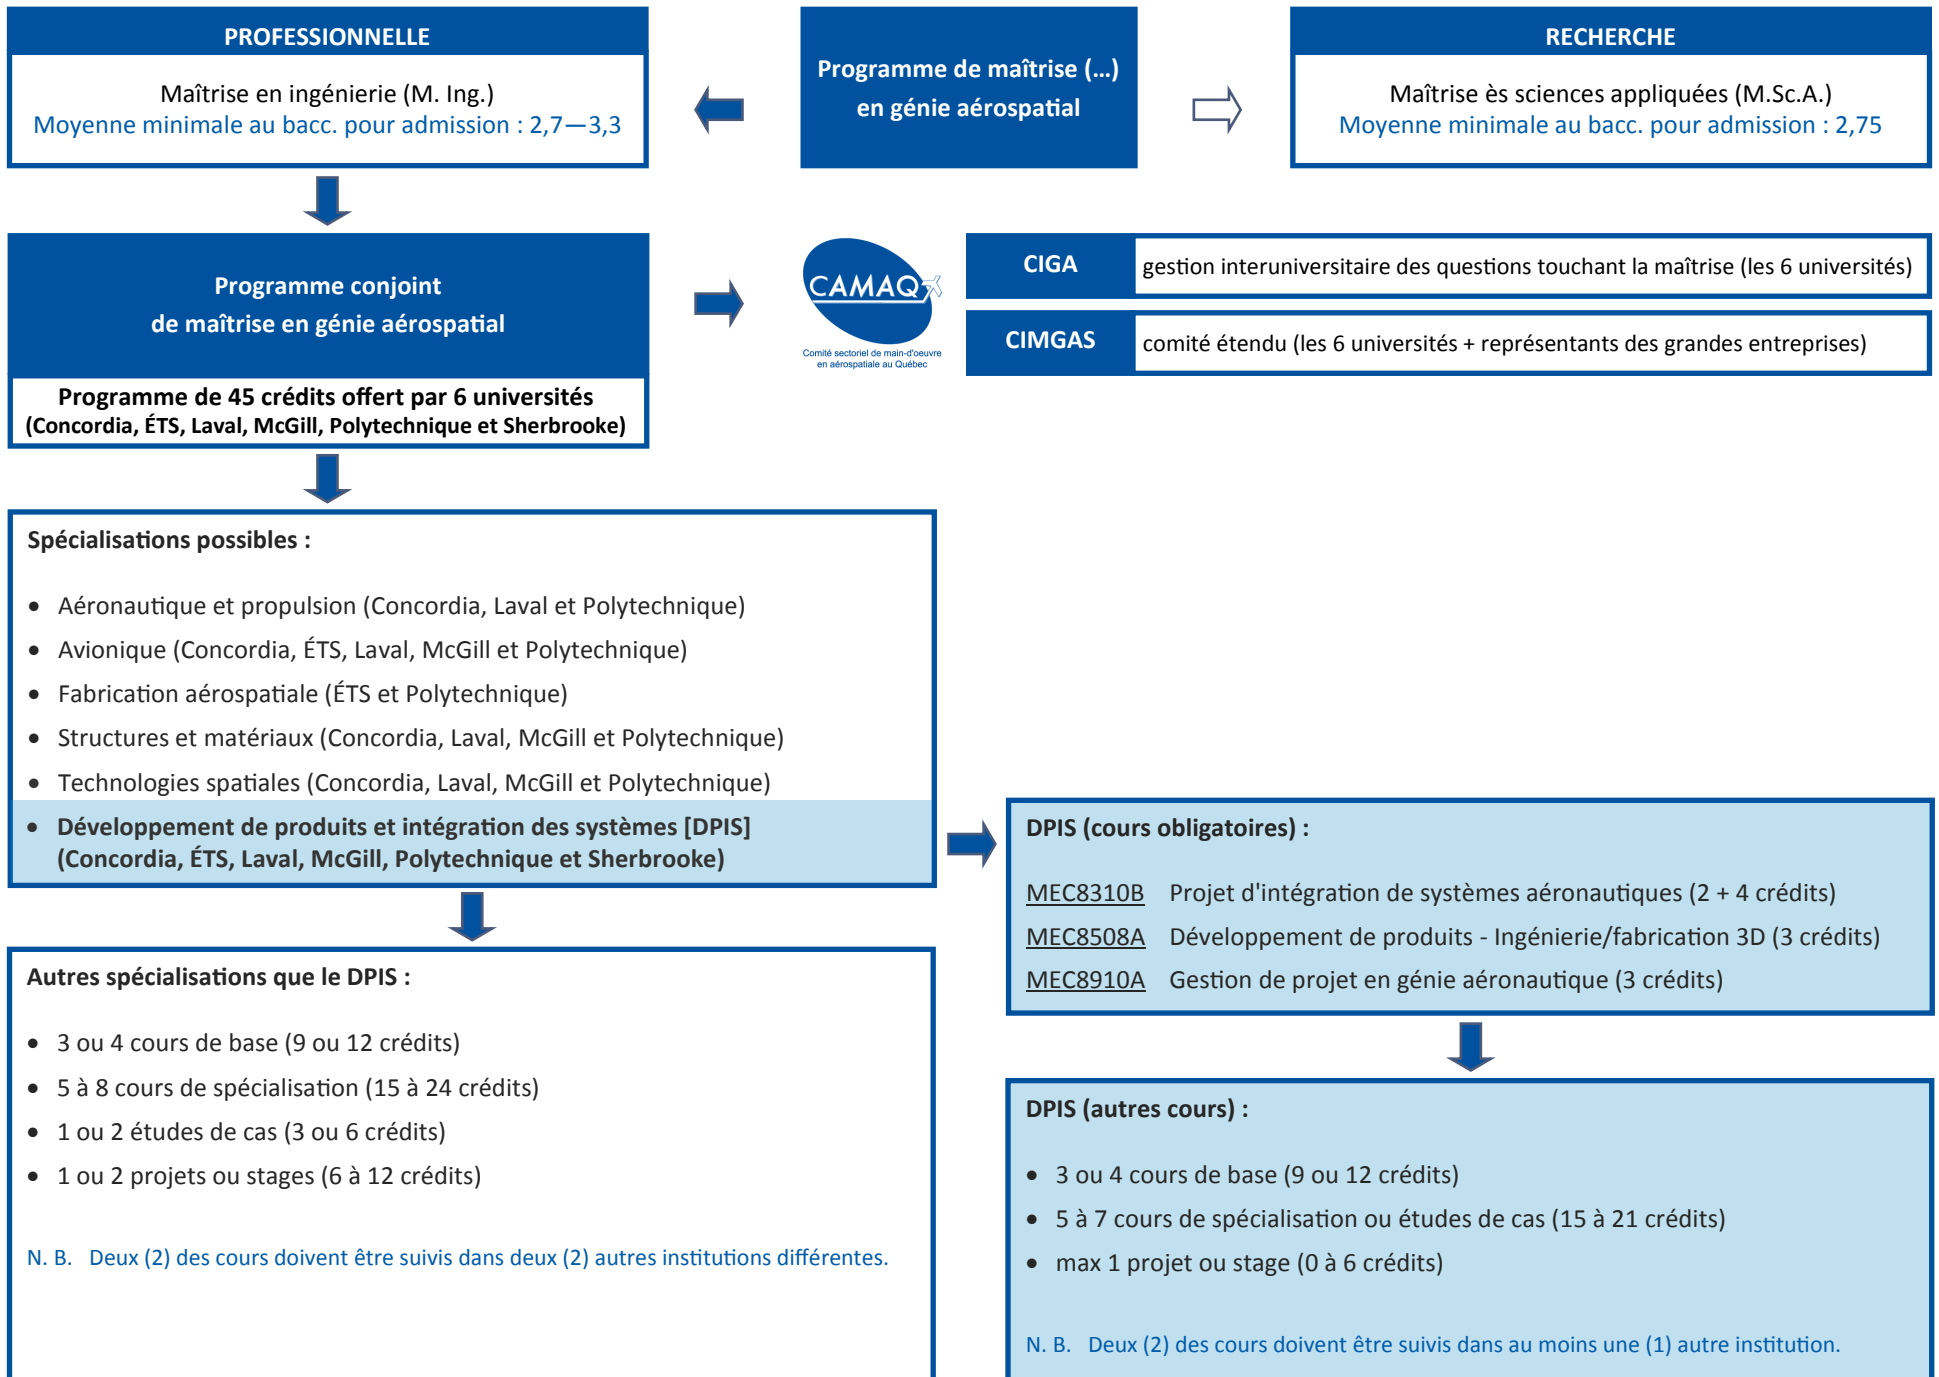 PROFESSIONNELLE
Maîtrise en ingénierie (M. Ing.)
Moyenne minimale au bacc. pour admission : 2,7—3,3
Programme de maîtrise (...)
en génie aérospatial
RECHERCHE
Maîtrise ès sciences appliquées (M.Sc.A.)
Moyenne minimale au bacc. pour admission : 2,75
Programme conjoint
de maîtrise en génie aérospatial
Programme de 45 crédits offert par 6 universités
(Concordia, ÉTS, Laval, McGill, Polytechnique et Sherbrooke)
CAMAQ
Comité sectoriel de main-d'oeuvre
en aérospatiale au Québec
CIGA
gestion interuniversitaire des questions touchant la maîtrise (les 6 universités)
CIMGAS
comité étendu (les 6 universités + représentants des grandes entreprises)
Spécialisations possibles :
• Aéronautique et propulsion (Concordia, Laval et Polytechnique)
• Avionique (Concordia, ÉTS, Laval, McGill et Polytechnique)
• Fabrication aérospatiale (ÉTS et Polytechnique)
• Structures et matériaux (Concordia, Laval, McGill et Polytechnique)
• Technologies spatiales (Concordia, Laval, McGill et Polytechnique)
• Développement de produits et intégration des systèmes [DPIS]
(Concordia, ÉTS, Laval, McGill, Polytechnique et Sherbrooke)
DPIS (cours obligatoires) :
MEC8310B Projet d'intégration de systèmes aéronautiques (2 + 4 crédits)
MEC8508A Développement de produits - Ingénierie/fabrication 3D (3 crédits)
MEC8910A Gestion de projet en génie aéronautique (3 crédits)
Autres spécialisations que le DPIS :
• 3 ou 4 cours de base (9 ou 12 crédits)
• 5 à 8 cours de spécialisation (15 à 24 crédits)
• 1 ou 2 études de cas (3 ou 6 crédits)
• 1 ou 2 projets ou stages (6 à 12 crédits)
N. B. Deux (2) des cours doivent être suivis dans deux (2) autres institutions différentes.
DPIS (autres cours) :
• 3 ou 4 cours de base (9 ou 12 crédits)
• 5 à 7 cours de spécialisation ou études de cas (15 à 21 crédits)
• max 1 projet ou stage (0 à 6 crédits)
N. B. Deux (2) des cours doivent être suivis dans au moins une (1) autre institution.